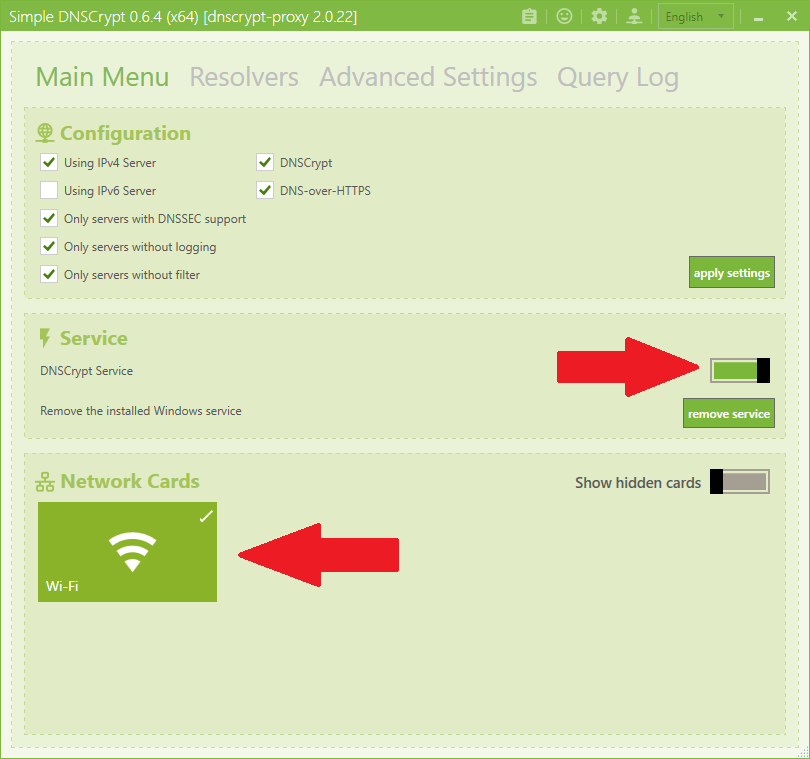 Simple DNSCrypt 0.6.4 (x64) [dnscrypt-proxy 2.0.22]
English
Main Menu Resolvers Advanced Settings Query Log
Configuration
Using IPv4 Server DNSCrypt
Using IPv6 Server DNS-over-HTTPS
Only servers with DNSSEC support
Only servers without logging
Only servers without filter
apply settings
Service
DNSCrypt Service
Remove the installed Windows service
remove service
Network Cards
Show hidden cards
Wi-Fi